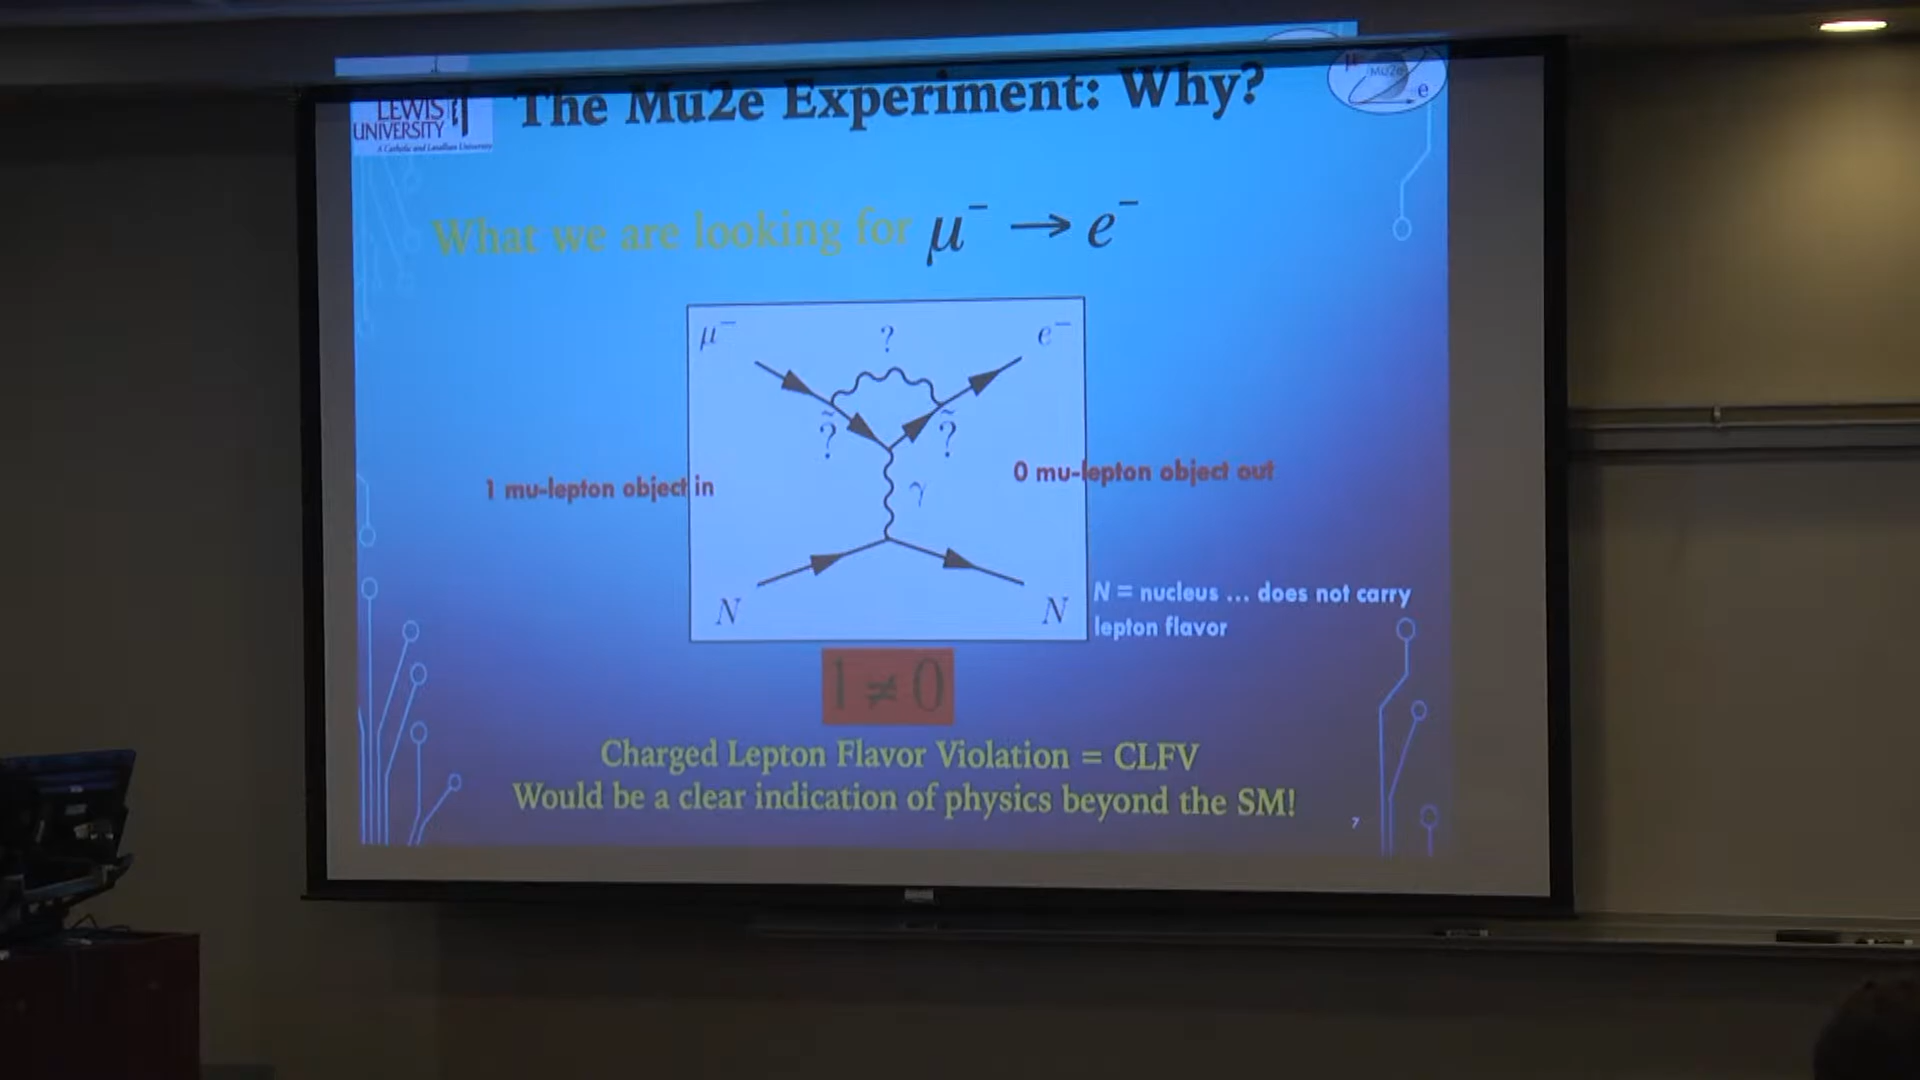 LEWIS
UNIVERSITY
A Catholic and Lasallian University
The Mu2e Experiment: Why?
μ Mu2e e
What we are looking for μ⁻ → e⁻
μ⁻ ? e⁻
?̃ ?̃
1 mu-lepton object in
0 mu-lepton object out
γ
N = nucleus ... does not carry
lepton flavor
N N
1 ≠ 0
Charged Lepton Flavor Violation = CLFV
Would be a clear indication of physics beyond the SM!
7